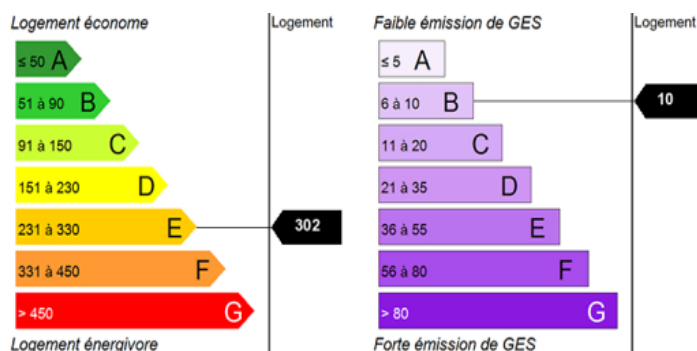 Logement économe
Logement
≤ 50 A
51 à 90 B
91 à 150 C
151 à 230 D
231 à 330 E
302
331 à 450 F
> 450 G
Logement énergivore
Faible émission de GES
Logement
≤ 5 A
6 à 10 B
10
11 à 20 C
21 à 35 D
36 à 55 E
56 à 80 F
> 80 G
Forte émission de GES